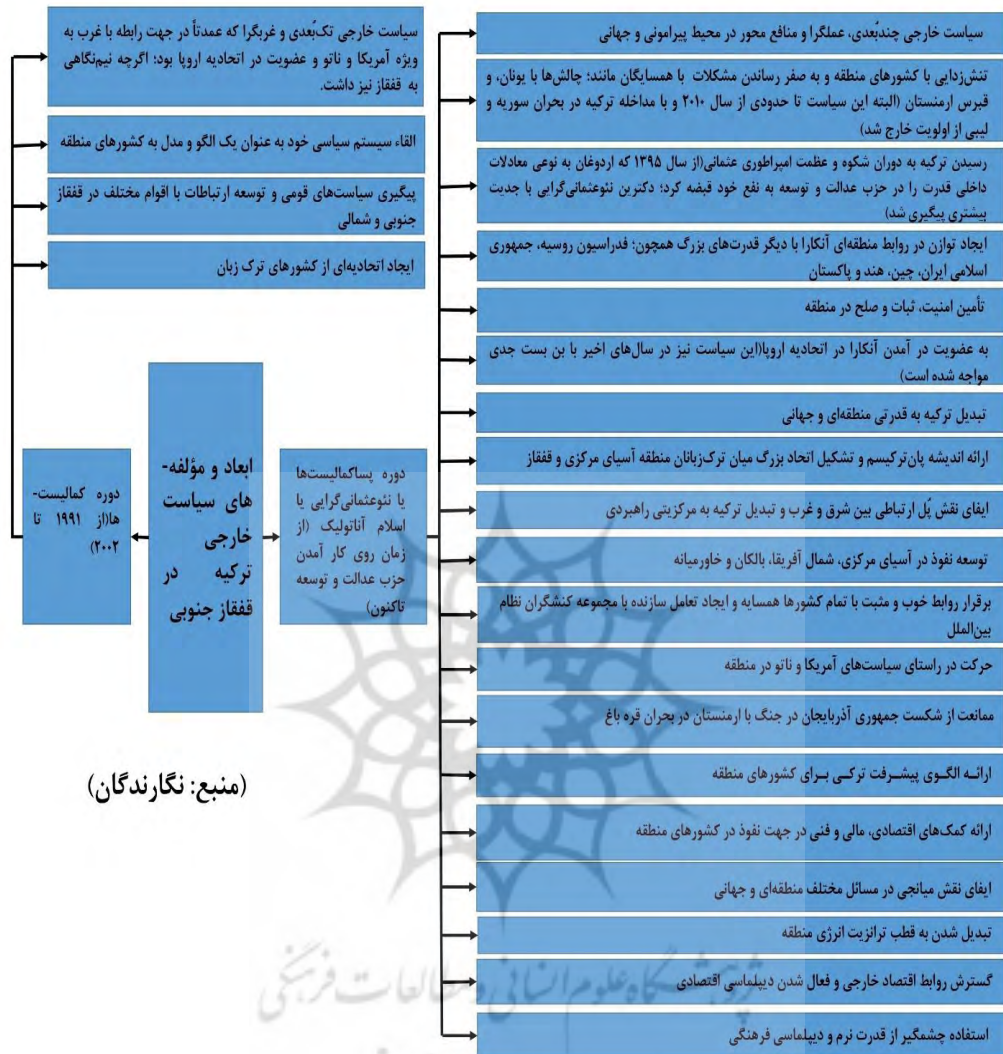 سیاست خارجی چندبُعدی، عملگرا و منافع محور در محیط پیرامونی و جهانی
تنش‌زدایی با کشورهای منطقه و به صفر رساندن مشکلات با همسایگان مانند؛ چالش‌ها با یونان، و
قبرس ارمنستان (البته این سیاست تا حدودی از سال ۲۰۱۰ و با مداخله ترکیه در بحران سوریه و
لیبی از اولویت خارج شد)
رسیدن ترکیه به دوران شکوه و عظمت امپراطوری عثمانی(از سال ۱۳۹۵ که اردوغان به نوعی معادلات
داخلی قدرت را در حزب عدالت و توسعه به نفع خود قبضه کرد؛ دکترین نئوعثمانی‌گرایی با جدیت
بیشتری پیگیری شد)
ایجاد توازن در روابط منطقه‌ای آنکارا با دیگر قدرت‌های بزرگ همچون؛ فدراسیون روسیه، جمهوری
اسلامی ایران، چین، هند و پاکستان
تأمین امنیت، ثبات و صلح در منطقه
به عضویت در آمدن آنکارا در اتحادیه اروپا(این سیاست نیز در سال‌های اخیر با بن بست جدی
مواجه شده است)
تبدیل ترکیه به قدرتی منطقه‌ای و جهانی
ارائه اندیشه پان‌ترکیسم و تشکیل اتحاد بزرگ میان ترک‌زبانان منطقه آسیای مرکزی و قفقاز
ایفای نقش پُل ارتباطی بین شرق و غرب و تبدیل ترکیه به مرکزیتی راهبردی
توسعه نفوذ در آسیای مرکزی، شمال آفریقا، بالکان و خاورمیانه
برقرار روابط خوب و مثبت با تمام کشورها همسایه و ایجاد تعامل سازنده با مجموعه کنشگران نظام
بین‌الملل
حرکت در راستای سیاست‌های آمریکا و ناتو در منطقه
ممانعت از شکست جمهوری آذربایجان در جنگ با ارمنستان در بحران قره باغ
ارائـه الگـوی پیشـرفت ترکـی بـرای کشورهای منطقه
ارائه کمک‌های اقتصادی، مالی و فنی در جهت نفوذ در کشورهای منطقه
ایفای نقش میانجی در مسائل مختلف منطقه‌ای و جهانی
تبدیل شدن به قطب ترانزیت انرژی منطقه
گسترش روابط اقتصاد خارجی و فعال شدن دیپلماسی اقتصادی
استفاده چشمگیر از قدرت نرم و دیپلماسی فرهنگی
سیاست خارجی تک‌بُعدی و غربگرا که عمدتاً در جهت رابطه با غرب به
ویژه آمریکا و ناتو و عضویت در اتحادیه اروپا بود؛ اگرچه نیم‌نگاهی
به قفقاز نیز داشت.
القاء سیستم سیاسی خود به عنوان یک الگو و مدل به کشورهای منطقه
پیگیری سیاست‌های قومی و توسعه ارتباطات با اقوام مختلف در قفقاز
جنوبی و شمالی
ایجاد اتحادیه‌ای از کشورهای ترک زبان
دوره پساکمالیست‌ها
یا نئوعثمانی‌گرایی یا
اسلام آناتولیک (از
زمان روی کار آمدن
حزب عدالت و توسعه
تاکنون)
ابعاد و مؤلفه-
های سیاست
خارجی
ترکیه در
قفقاز جنوبی
دوره کمالیست-
ها(از ۱۹۹۱ تا
۲۰۰۲)
(منبع: نگارندگان)
پژوهشگاه علوم انسانی و مطالعات فرهنگی